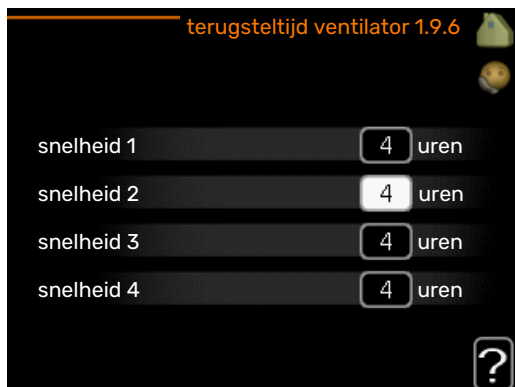 terugsteltijd ventilator 1.9.6
snelheid 1 4 uren
snelheid 2 4 uren
snelheid 3 4 uren
snelheid 4 4 uren
?